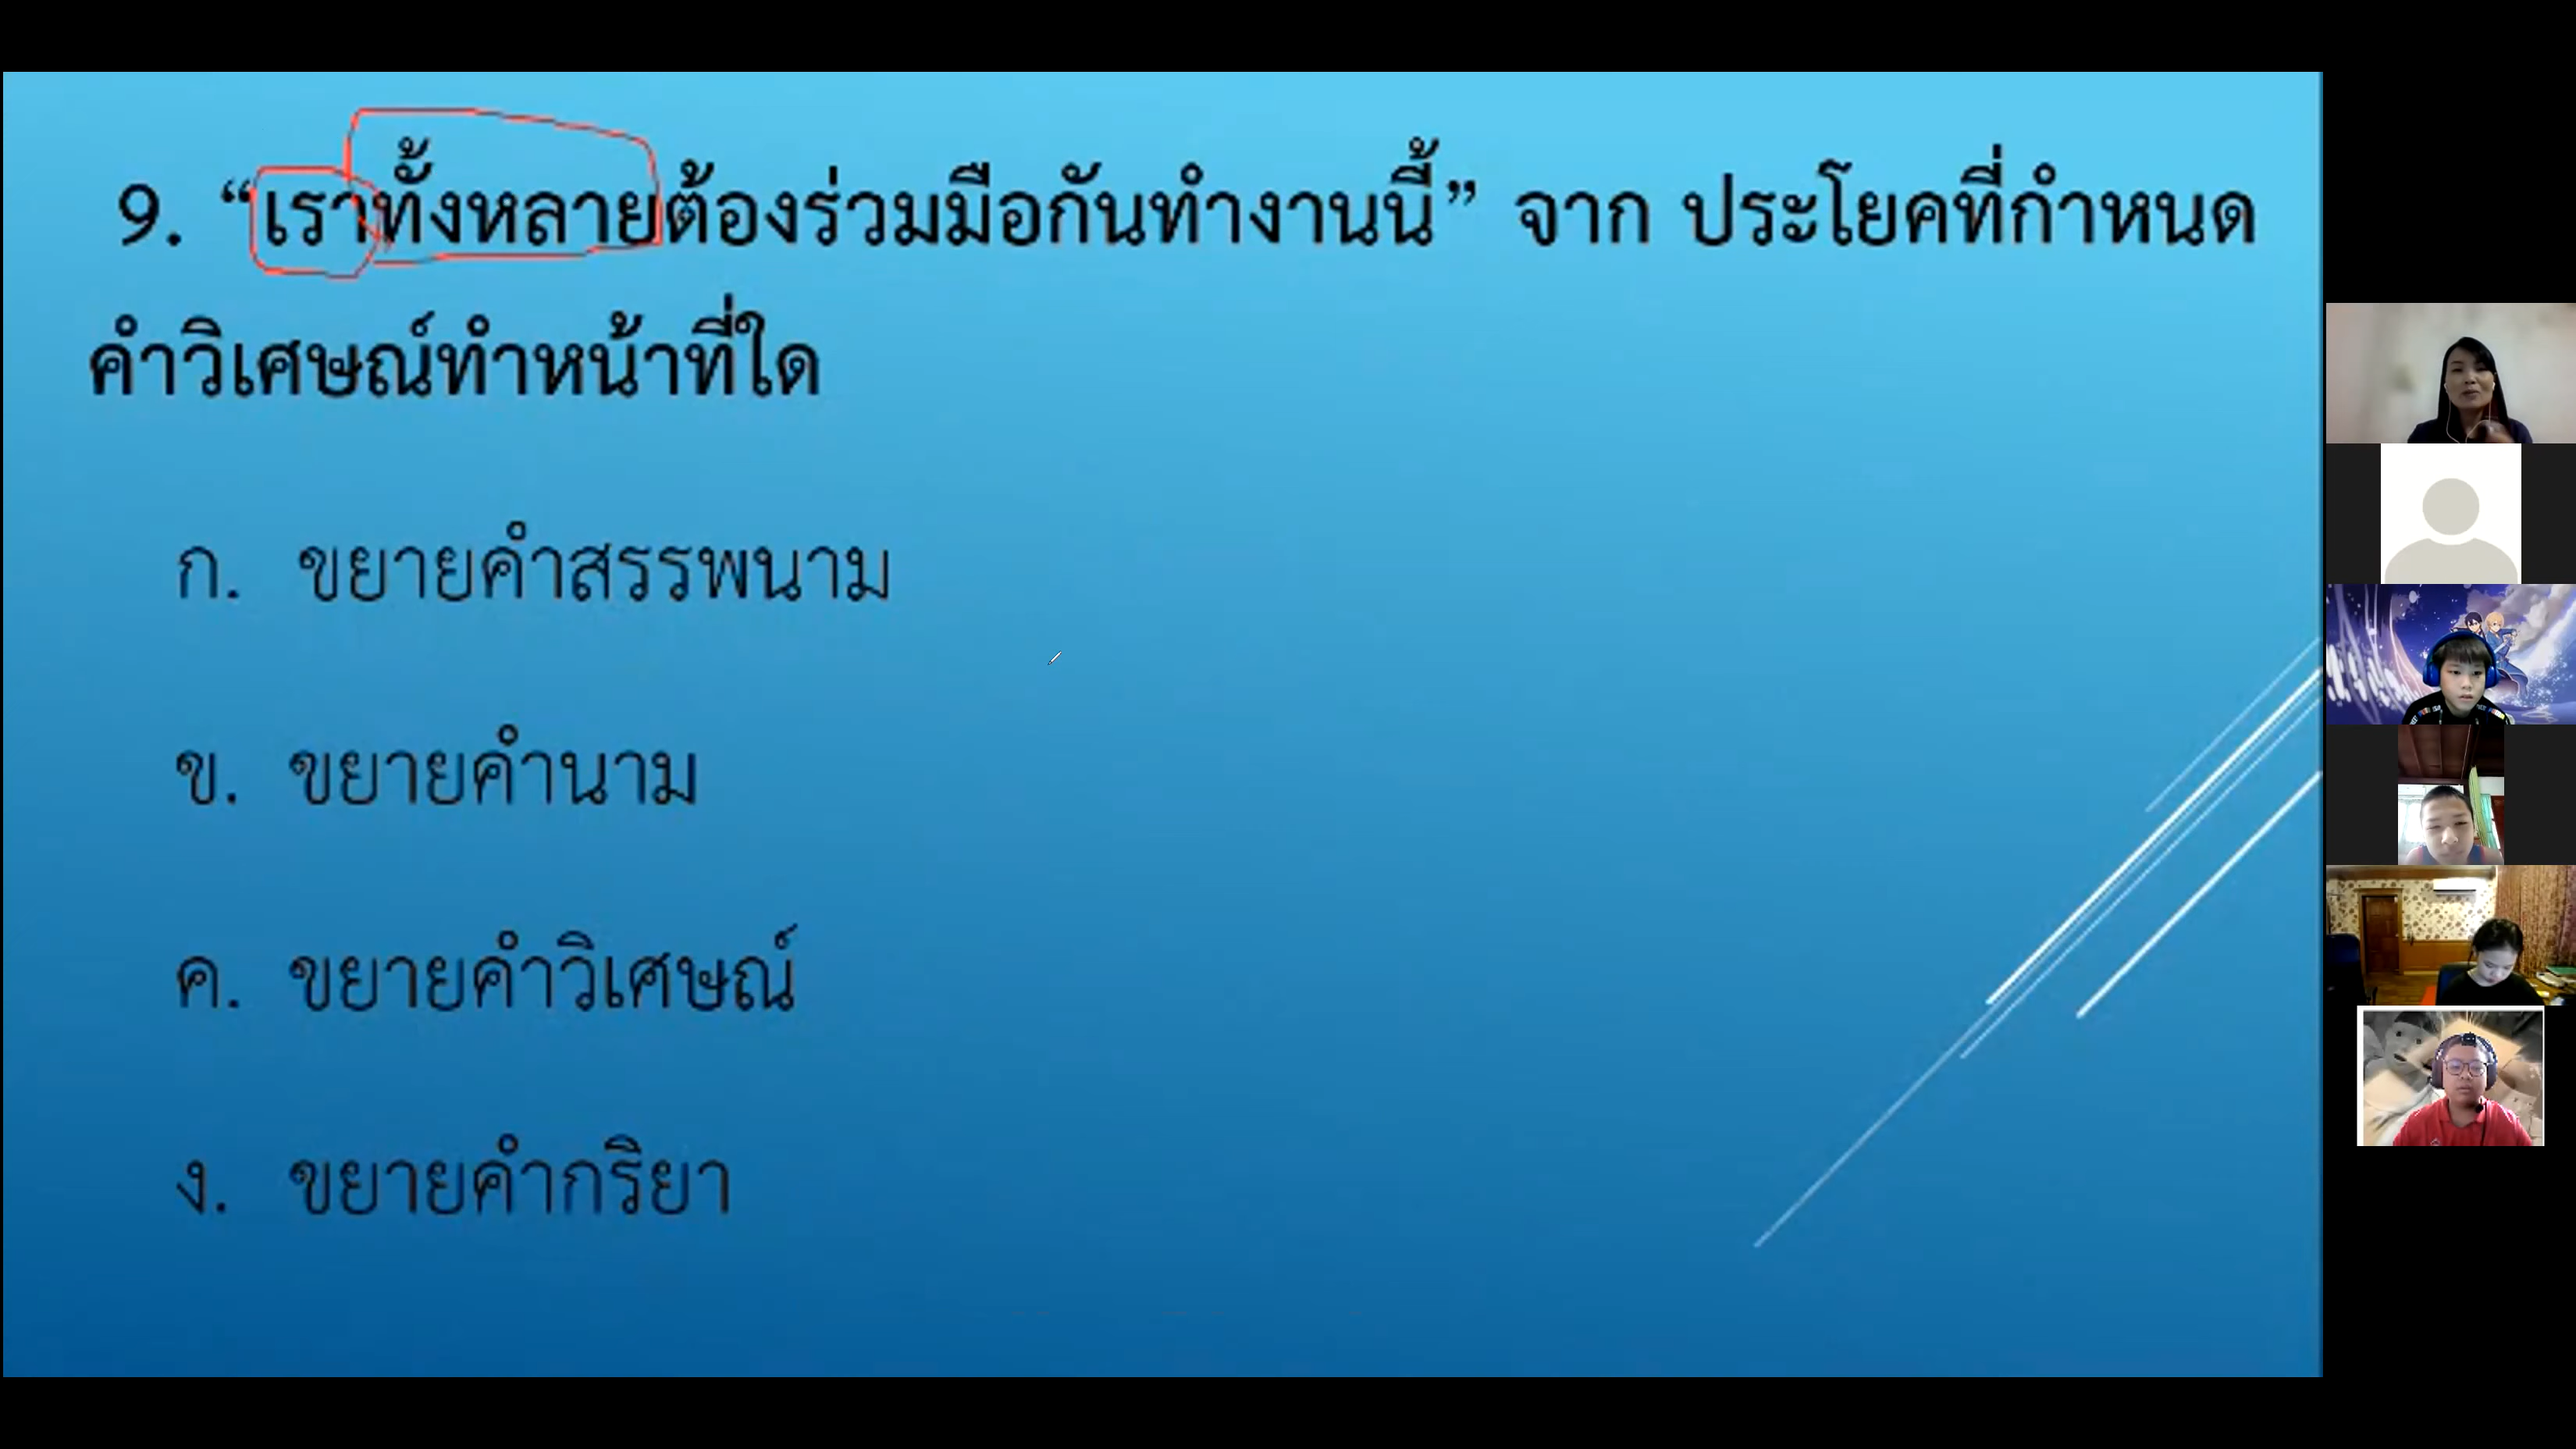 9. “เราทั้งหลายต้องร่วมมือกันทำงานนี้” จาก ประโยคที่กำหนด
คำวิเศษณ์ทำหน้าที่ใด
ก. ขยายคำสรรพนาม
ข. ขยายคำนาม
ค. ขยายคำวิเศษณ์
ง. ขยายคำกริยา